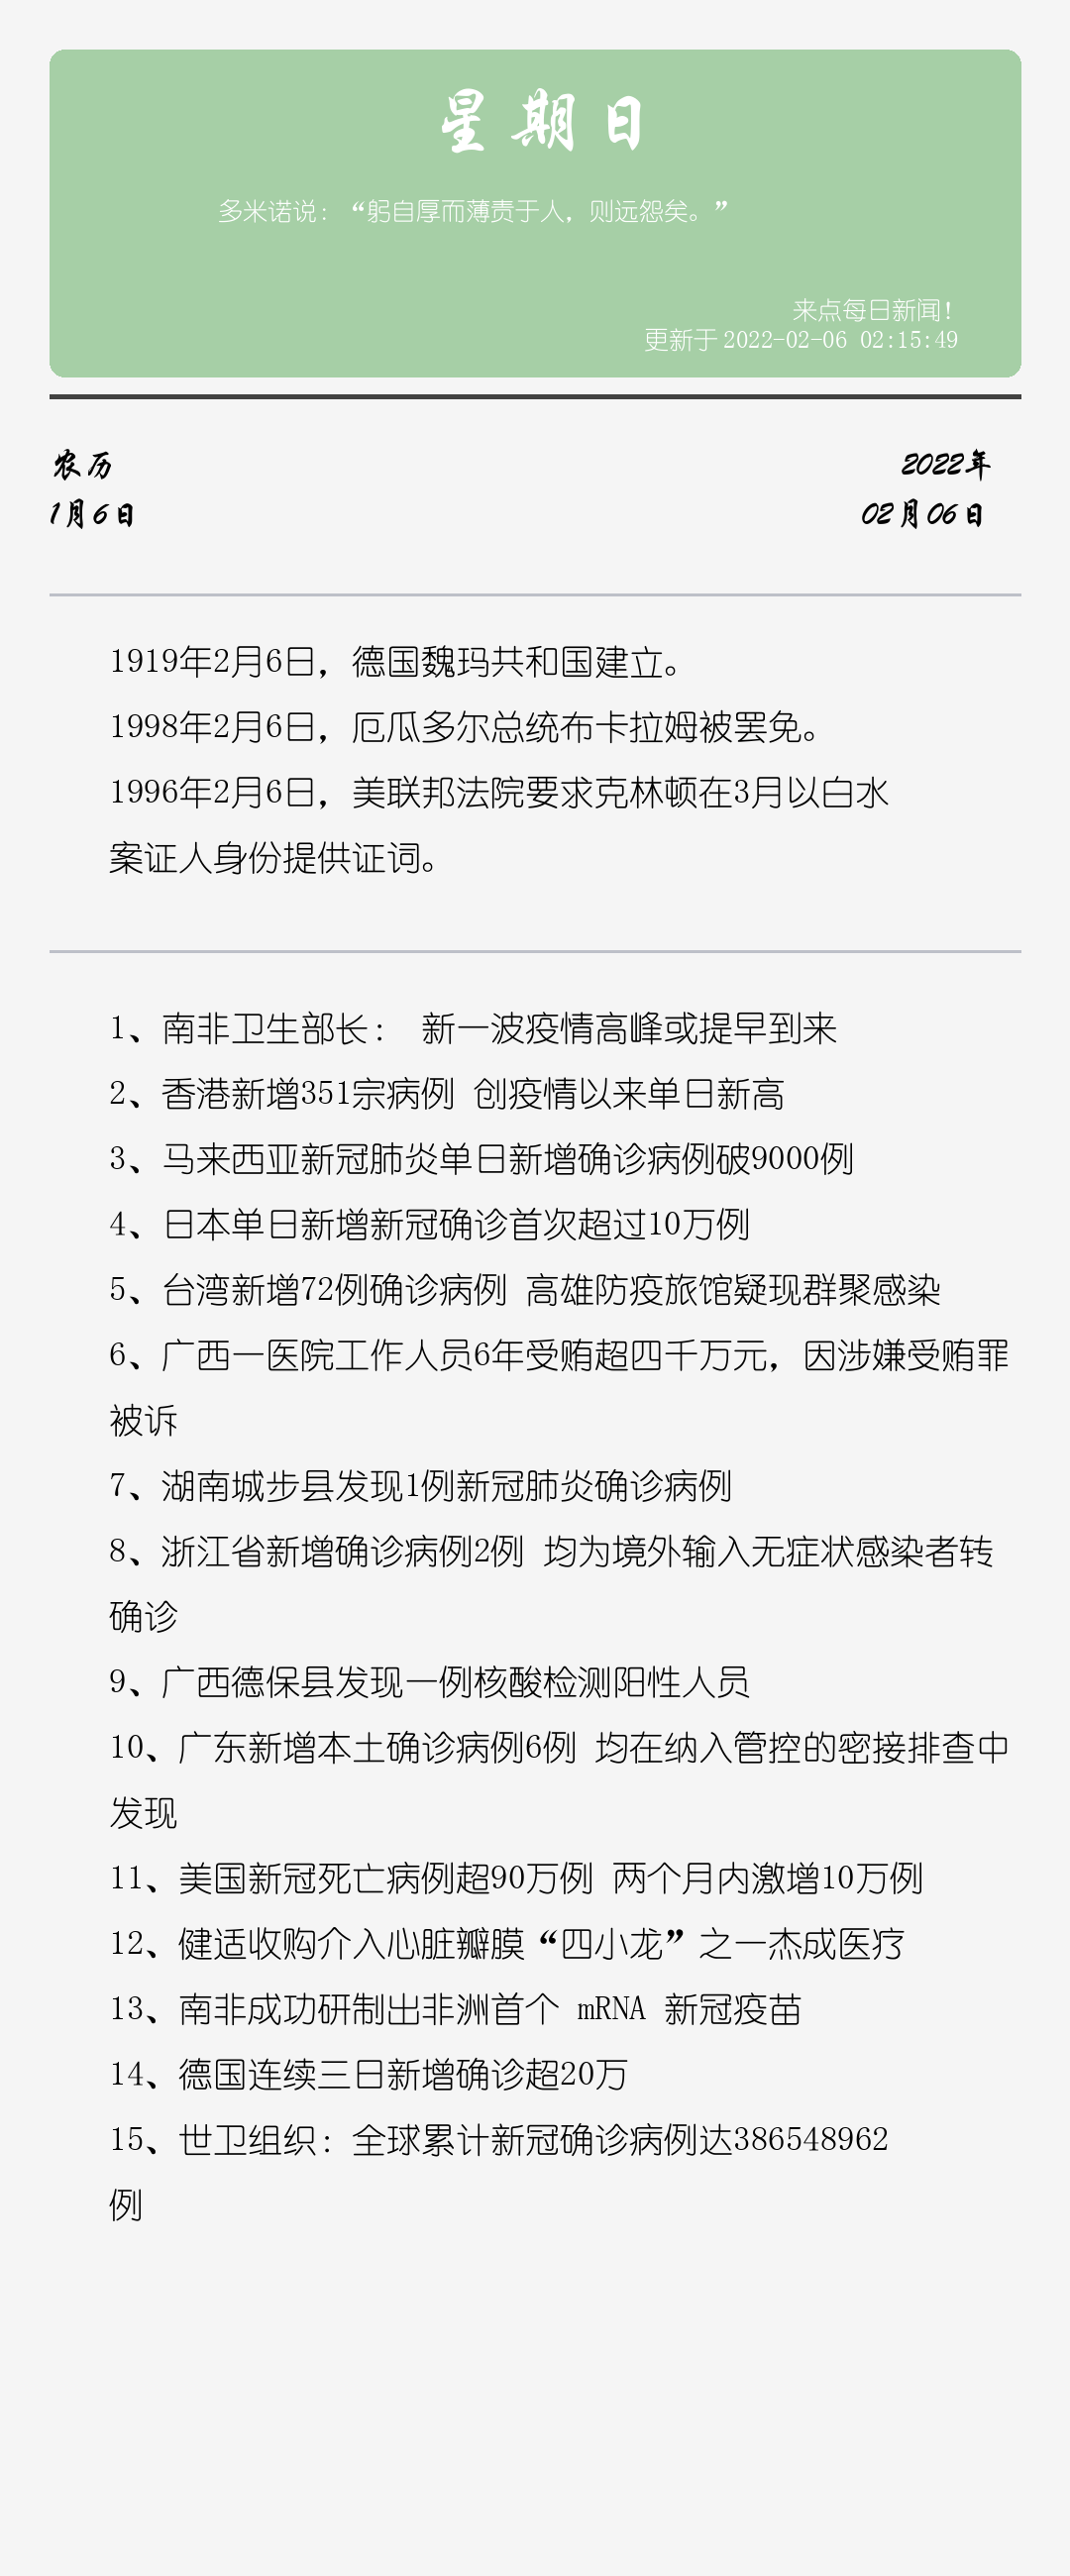 星期日
多米诺说：“躬自厚而薄责于人，则远怨矣。”
来点每日新闻！
更新于2022-02-06 02:15:49
农历
2022年
1月6日
02月06日
1919年2月6日，德国魏玛共和国建立。
1998年2月6日，厄瓜多尔总统布卡拉姆被罢免。
1996年2月6日，美联邦法院要求克林顿在3月以白水
案证人身份提供证词。
1、南非卫生部长： 新一波疫情高峰或提早到来
2、香港新增351宗病例 创疫情以来单日新高
3、马来西亚新冠肺炎单日新增确诊病例破9000例
4、日本单日新增新冠确诊首次超过10万例
5、台湾新增72例确诊病例 高雄防疫旅馆疑现群聚感染
6、广西一医院工作人员6年受贿超四千万元，因涉嫌受贿罪
被诉
7、湖南城步县发现1例新冠肺炎确诊病例
8、浙江省新增确诊病例2例 均为境外输入无症状感染者转
确诊
9、广西德保县发现一例核酸检测阳性人员
10、广东新增本土确诊病例6例 均在纳入管控的密接排查中
发现
11、美国新冠死亡病例超90万例 两个月内激增10万例
12、健适收购介入心脏瓣膜“四小龙”之一杰成医疗
13、南非成功研制出非洲首个 mRNA 新冠疫苗
14、德国连续三日新增确诊超20万
15、世卫组织：全球累计新冠确诊病例达386548962
例